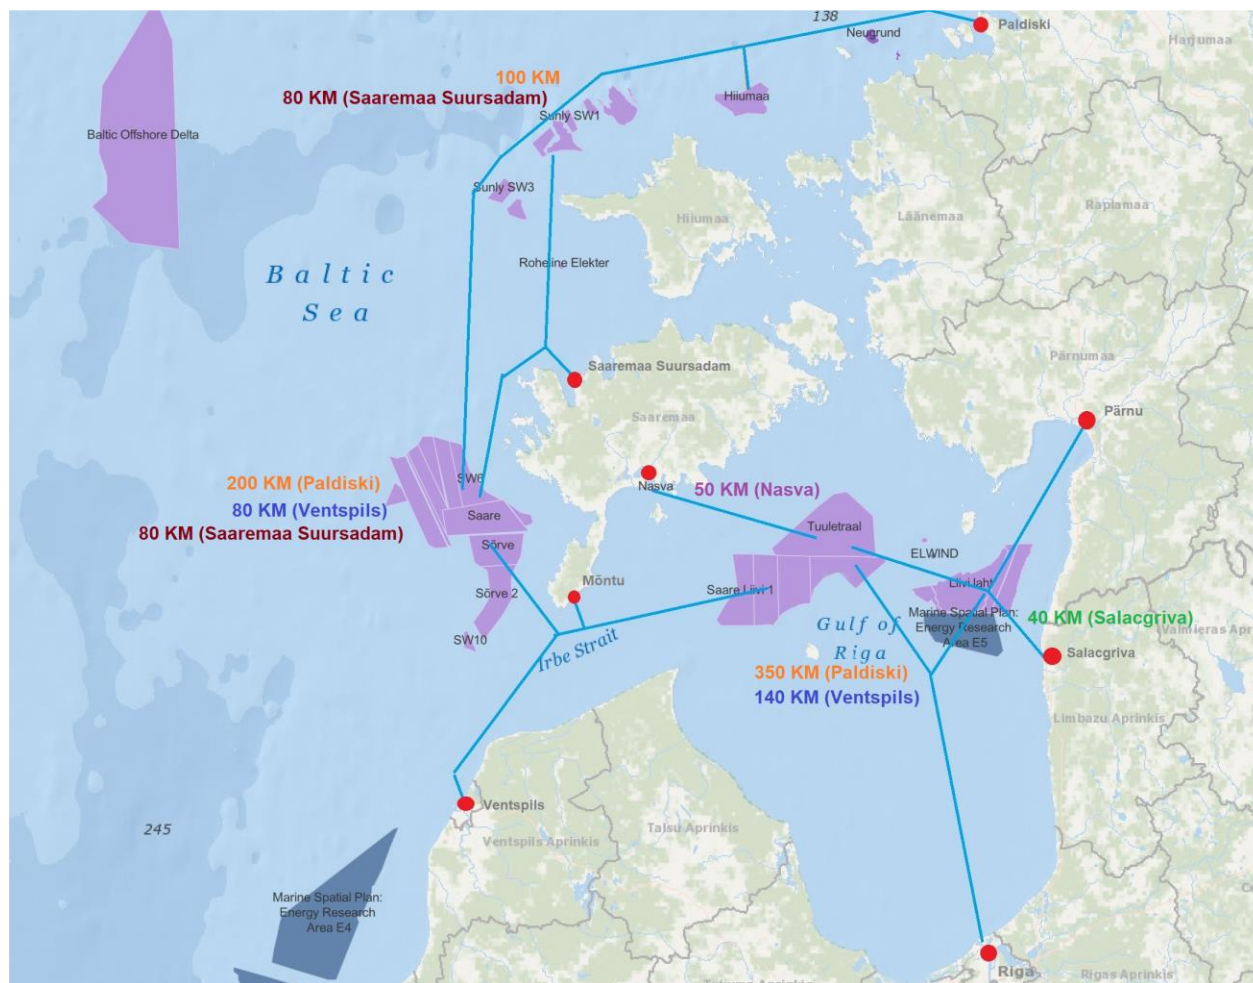 138
Neugrund
Paldiski
Harjumaa
100 KM
80 KM (Saaremaa Suursadam)
Hiiumaa
Sunly SW1
Baltic Offshore Delta
Sunly SW3
Hiiumaa
Läänemaa
Raplamaa
Baltic
Sea
Roheline Elekter
Saaremaa Suursadam
Pärnumaa
Saaremaa
Pärnu
200 KM (Paldiski)
SW6
Nasva
50 KM (Nasva)
80 KM (Ventspils)
Saare
80 KM (Saaremaa Suursadam)
Tuuletraal
Sõrve
ELWIND
Mõntu
Sõrve 2
Saare Liivi 1
Liivi laht
Marine Spatial Plan:
Energy Research
Area E5
40 KM (Salacgriva)
Gulf of
Riga
Valmieras Apr
SW10
Irbe Strait
Salacgriva
350 KM (Paldiski)
140 KM (Ventspils)
Limbazu Aprinkis
Ventspils
245
Talsu Aprinkis
Ventspils Aprinkis
Marine Spatial Plan:
Energy Research
Area E4
Riga
Rigas Aprinkis